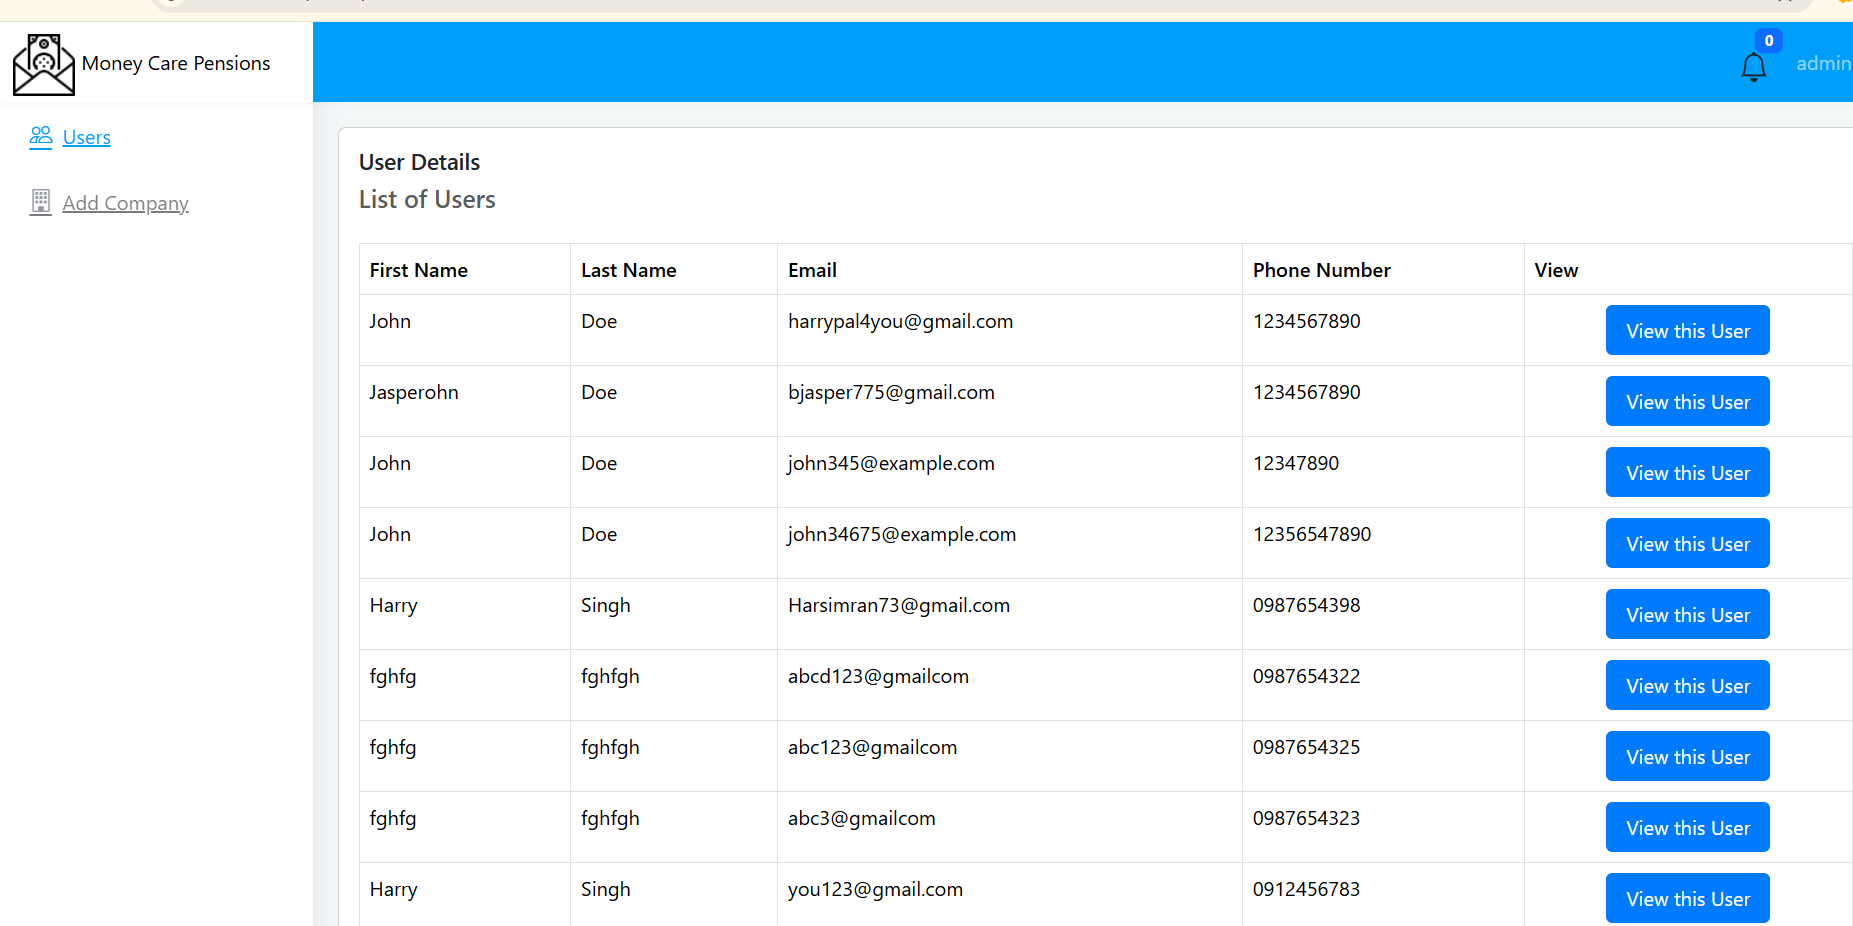 Money Care Pensions
0
admin
Users
Add Company
User Details
List of Users
First Name Last Name Email Phone Number View
John Doe harrypal4you@gmail.com 1234567890 View this User
Jasperohn Doe bjasper775@gmail.com 1234567890 View this User
John Doe john345@example.com 12347890 View this User
John Doe john34675@example.com 12356547890 View this User
Harry Singh Harsimran73@gmail.com 0987654398 View this User
fghfg fghfgh abcd123@gmailcom 0987654322 View this User
fghfg fghfgh abc123@gmailcom 0987654325 View this User
fghfg fghfgh abc3@gmailcom 0987654323 View this User
Harry Singh you123@gmail.com 0912456783 View this User